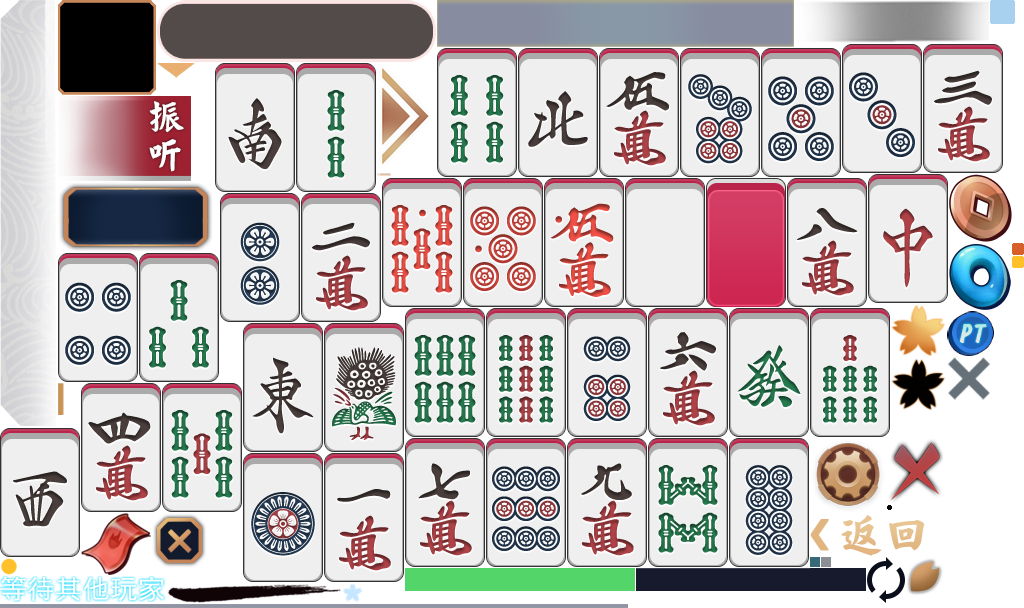 振
听
南
北
伍
萬
三
萬
二
萬
伍
萬
八
萬
中
四
萬
東
六
萬
發
西
一
萬
七
萬
九
萬
PT
返回
等待其他玩家